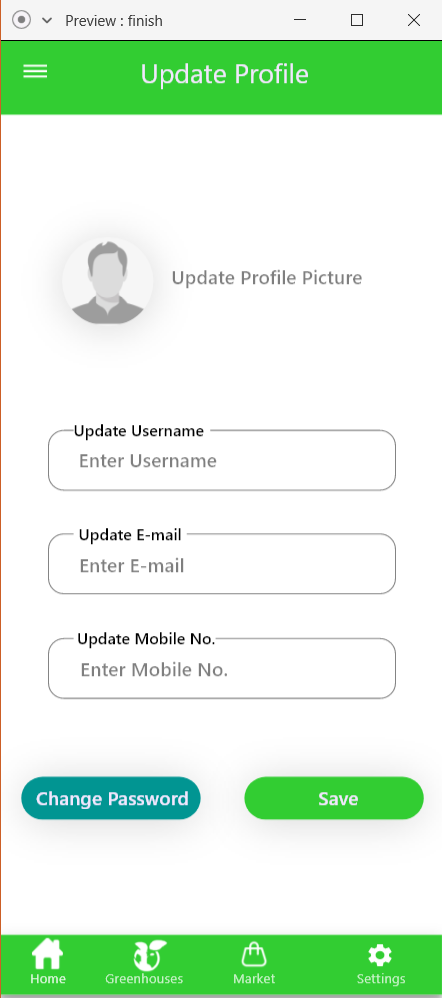 Preview : finish
Update Profile
Update Profile Picture
Update Username
Enter Username
Update E-mail
Enter E-mail
Update Mobile No.
Enter Mobile No.
Change Password Save
Home Greenhouses Market Settings